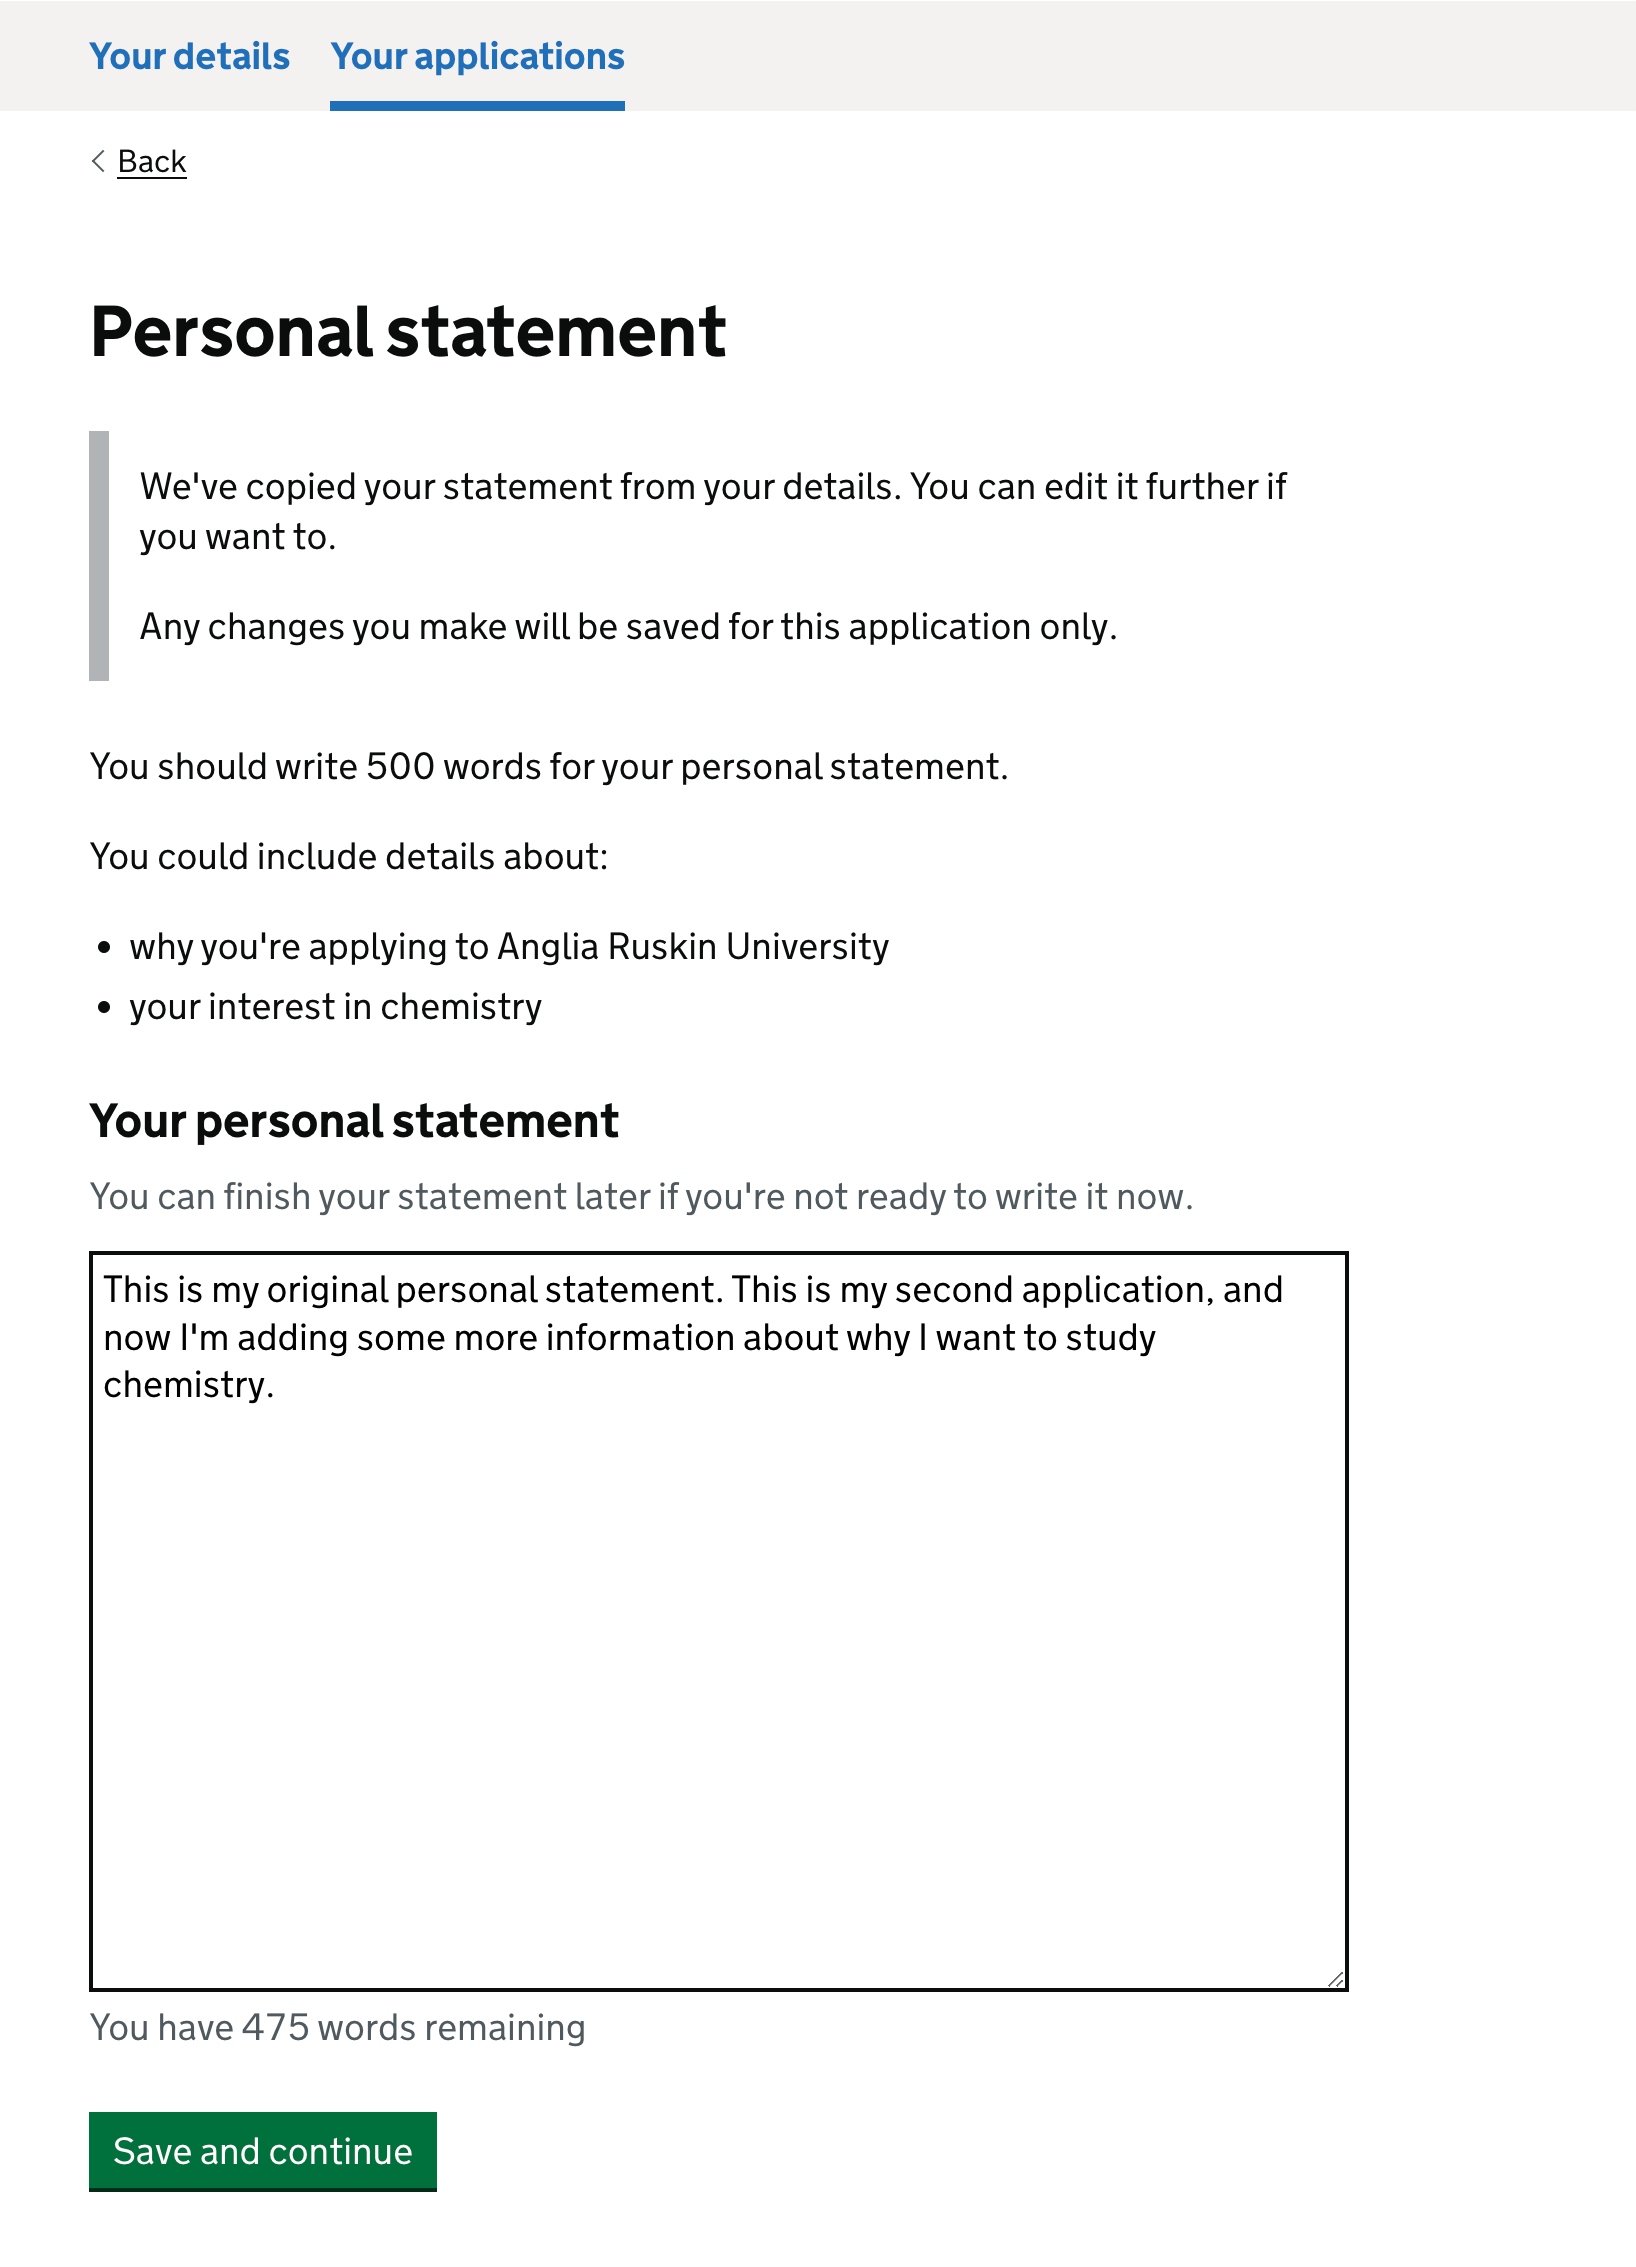 Your details Your applications
Back
Personal statement
We've copied your statement from your details. You can edit it further if
you want to.
Any changes you make will be saved for this application only.
You should write 500 words for your personal statement.
You could include details about:
• why you're applying to Anglia Ruskin University
• your interest in chemistry
Your personal statement
You can finish your statement later if you're not ready to write it now.
This is my original personal statement. This is my second application, and
now I'm adding some more information about why I want to study
chemistry.
You have 475 words remaining
Save and continue